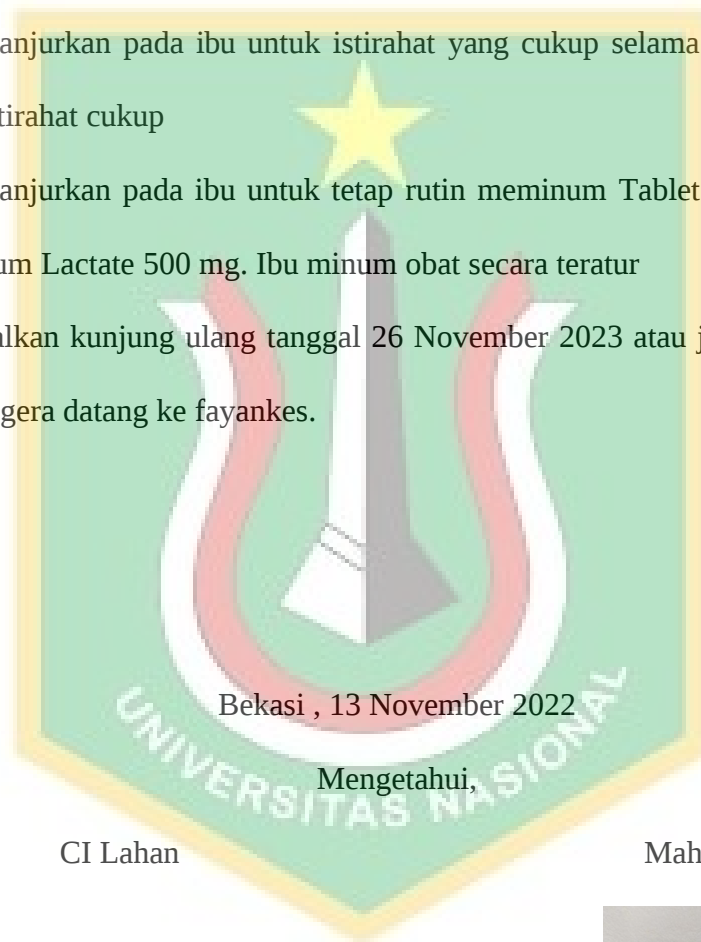 anjurkan pada ibu untuk istirahat yang cukup selama
tirahat cukup
anjurkan pada ibu untuk tetap rutin meminum Tablet
um Lactate 500 mg. Ibu minum obat secara teratur
alkan kunjung ulang tanggal 26 November 2023 atau j
gera datang ke fayankes.
Bekasi , 13 November 2022
UNIVERSITAS NASIONAL
Mengetahui,
CI Lahan Mah